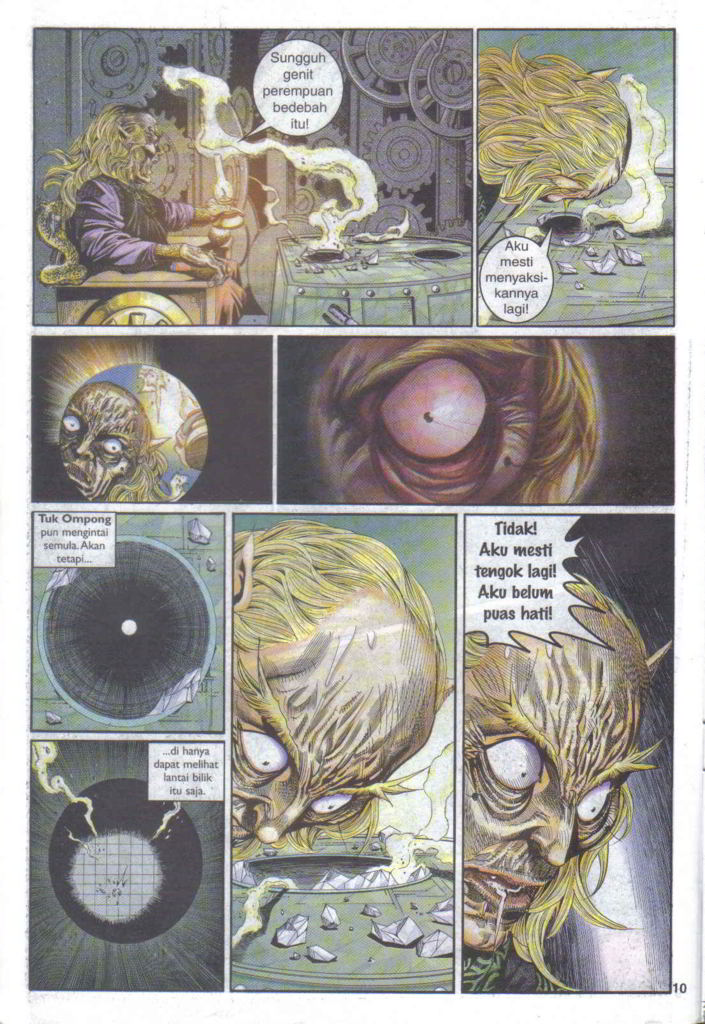 Sungguh
genit
perempuan
bedebah
itu!
Aku
mesti
menyaksi-
kannya
lagi!
Tuk Ompong
pun mengintai
semula. Akan
tetapi...
...di hanya
dapat melihat
lantai bilik
itu saja.
Tidak!
Aku mesti
tengok lagi!
Aku belum
puas hati!
10